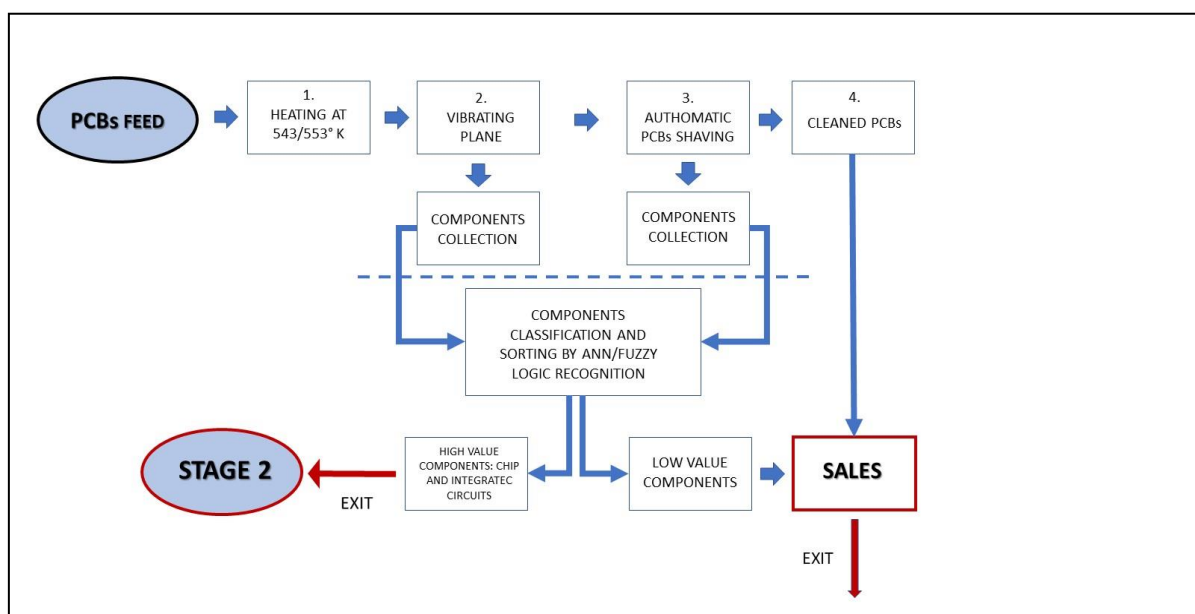 PCBs FEED
1.
HEATING AT
543/553° K
2.
VIBRATING
PLANE
3.
AUTHOMATIC
PCBs SHAVING
4.
CLEANED PCBs
COMPONENTS
COLLECTION
COMPONENTS
COLLECTION
COMPONENTS
CLASSIFICATION AND
SORTING BY ANN/FUZZY
LOGIC RECOGNITION
STAGE 2
EXIT
HIGH VALUE
COMPONENTS: CHIP
AND INTEGRATEC
CIRCUITS
LOW VALUE
COMPONENTS
SALES
EXIT